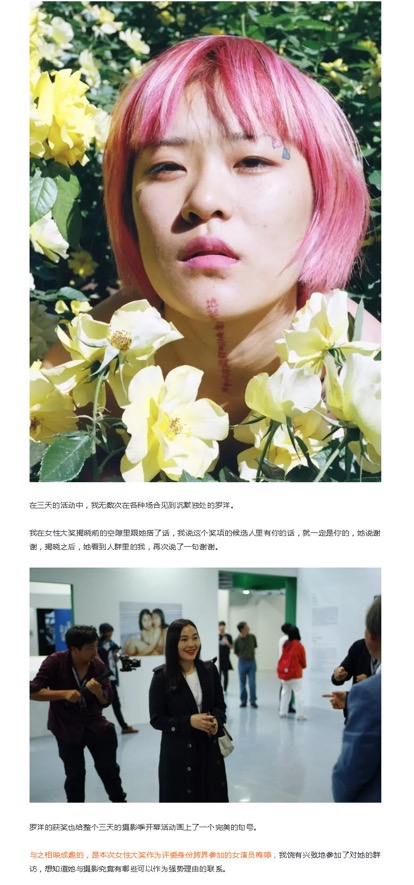 在三天的活动中，我无数次在各种场合见到沉默独处的罗洋。
我在女性大奖揭晓前的空隙里跟她搭了话，我说这个奖项的候选人里有你的话，就一定是你的，她说谢
谢，揭晓之后，她看到人群里的我，再次说了一句谢谢。
罗洋的获奖也给整个三天的摄影季开幕活动画上了一个完美的句号。
与之相映成趣的，是本次女性大奖作为评委身份跨界参加的女演员梅婷，我饶有兴致地参加了对她的群
访，想知道她与摄影究竟有哪些可以作为强势理由的联系。